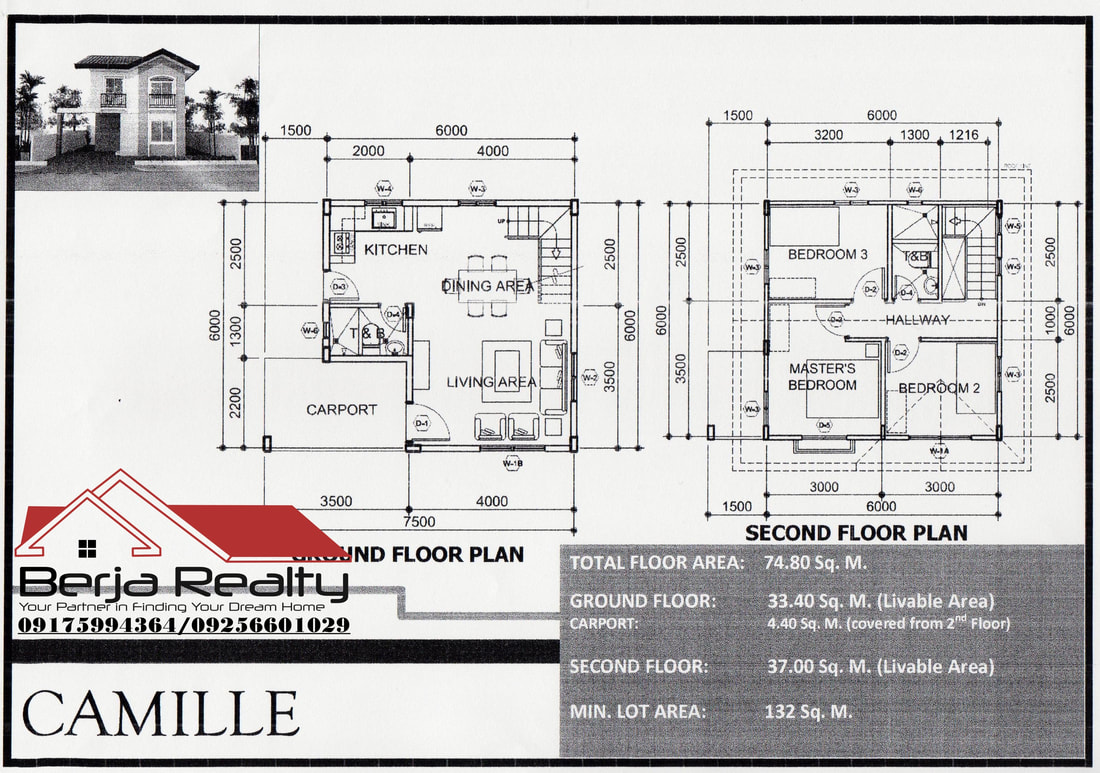 1500
6000
2000
4000
W-4
W-3
2500
1300
2200
6000
UP
KITCHEN
D-3
DINING AREA
D-4
W-6
T & B
LIVING AREA
CARPORT
D-1
W-2
W-1B
2500
3500
6000
3500
4000
7500
GROUND FLOOR PLAN
1500
6000
3200
1300
1216
W-3
W-6
W-5
W-5
W-3
W-3
W-3
2500
3500
6000
BEDROOM 3
T&B
D-2
D-4
HALLWAY
D-2
D-2
MASTER'S
BEDROOM
BEDROOM 2
D-5
W-1A
2500
1000
2500
6000
3000
3000
1500
6000
SECOND FLOOR PLAN
Berja Realty
Your Partner in Finding Your Dream Home
09175994364/09256601029
CAMILLE
TOTAL FLOOR AREA: 74.80 Sq. M.
GROUND FLOOR: 33.40 Sq. M. (Livable Area)
CARPORT: 4.40 Sq. M. (covered from 2nd Floor)
SECOND FLOOR: 37.00 Sq. M. (Livable Area)
MIN. LOT AREA: 132 Sq. M.